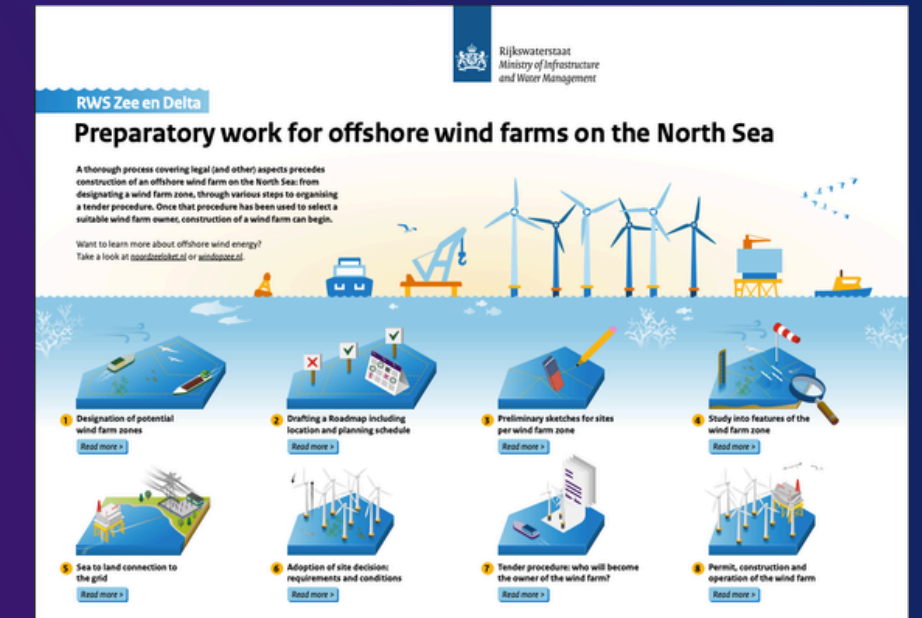 Rijkswaterstaat
Ministry of Infrastructure
and Water Management
RWS Zee en Delta
Preparatory work for offshore wind farms on the North Sea
A thorough process covering legal (and other) aspects precedes
construction of an offshore wind farm on the North Sea: from
designating a wind farm zone, through various steps to organising
a tender procedure. Once that procedure has been used to select a
suitable wind farm owner, construction of a wind farm can begin.
Want to learn more about offshore wind energy?
Take a look at noordzeeloket.nl or windopzee.nl.
1 Designation of potential
wind farm zones
Read more >
2 Drafting a Roadmap including
location and planning schedule
Read more >
3 Preliminary sketches for sites
per wind farm zone
Read more >
4 Study into features of the
wind farm zone
Read more >
5 Sea to land connection to
the grid
Read more >
6 Adoption of site decision:
requirements and conditions
Read more >
7 Tender procedure: who will become
the owner of the wind farm?
Read more >
8 Permit, construction and
operation of the wind farm
Read more >